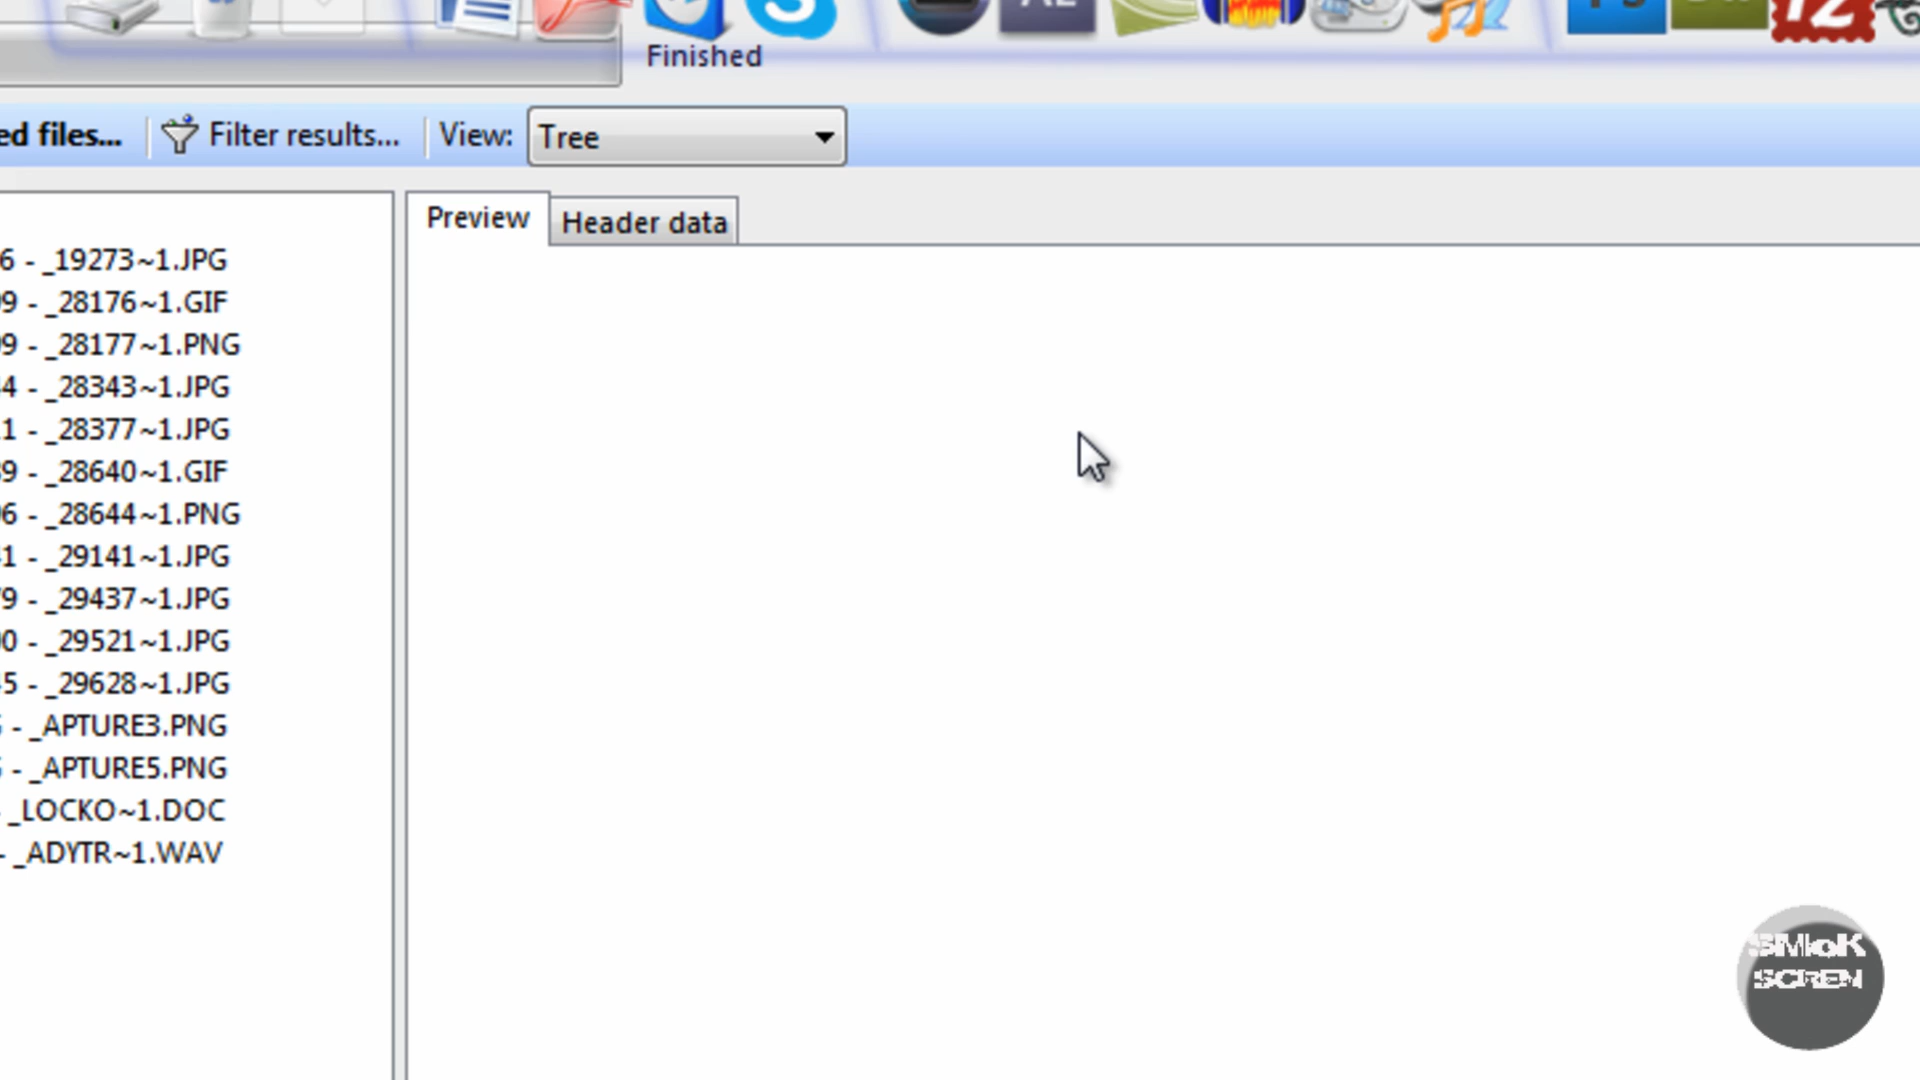 Finished
ed files...
Filter results...
View:
Tree
Preview
Header data
6 - _19273~1.JPG
9 - _28176~1.GIF
9 - _28177~1.PNG
4 - _28343~1.JPG
1 - _28377~1.JPG
9 - _28640~1.GIF
6 - _28644~1.PNG
1 - _29141~1.JPG
9 - _29437~1.JPG
0 - _29521~1.JPG
5 - _29628~1.JPG
- _APTURE3.PNG
- _APTURE5.PNG
_LOCKO~1.DOC
- _ADYTR~1.WAV
SMoK
SCREN